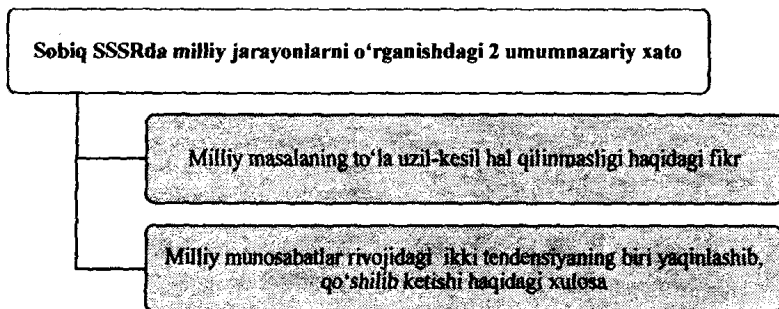 Sobiq SSSRda milliy jarayonlarni o‘rganishdagi 2 umumnazariy xato
Milliy masalaning to‘la uzil-kesil hal qilinmasligi haqidagi fikr
Milliy munosabatlar rivojidagi ikki tendensiyaning biri yaqinlashib,
qo‘shilib ketishi haqidagi xulosa